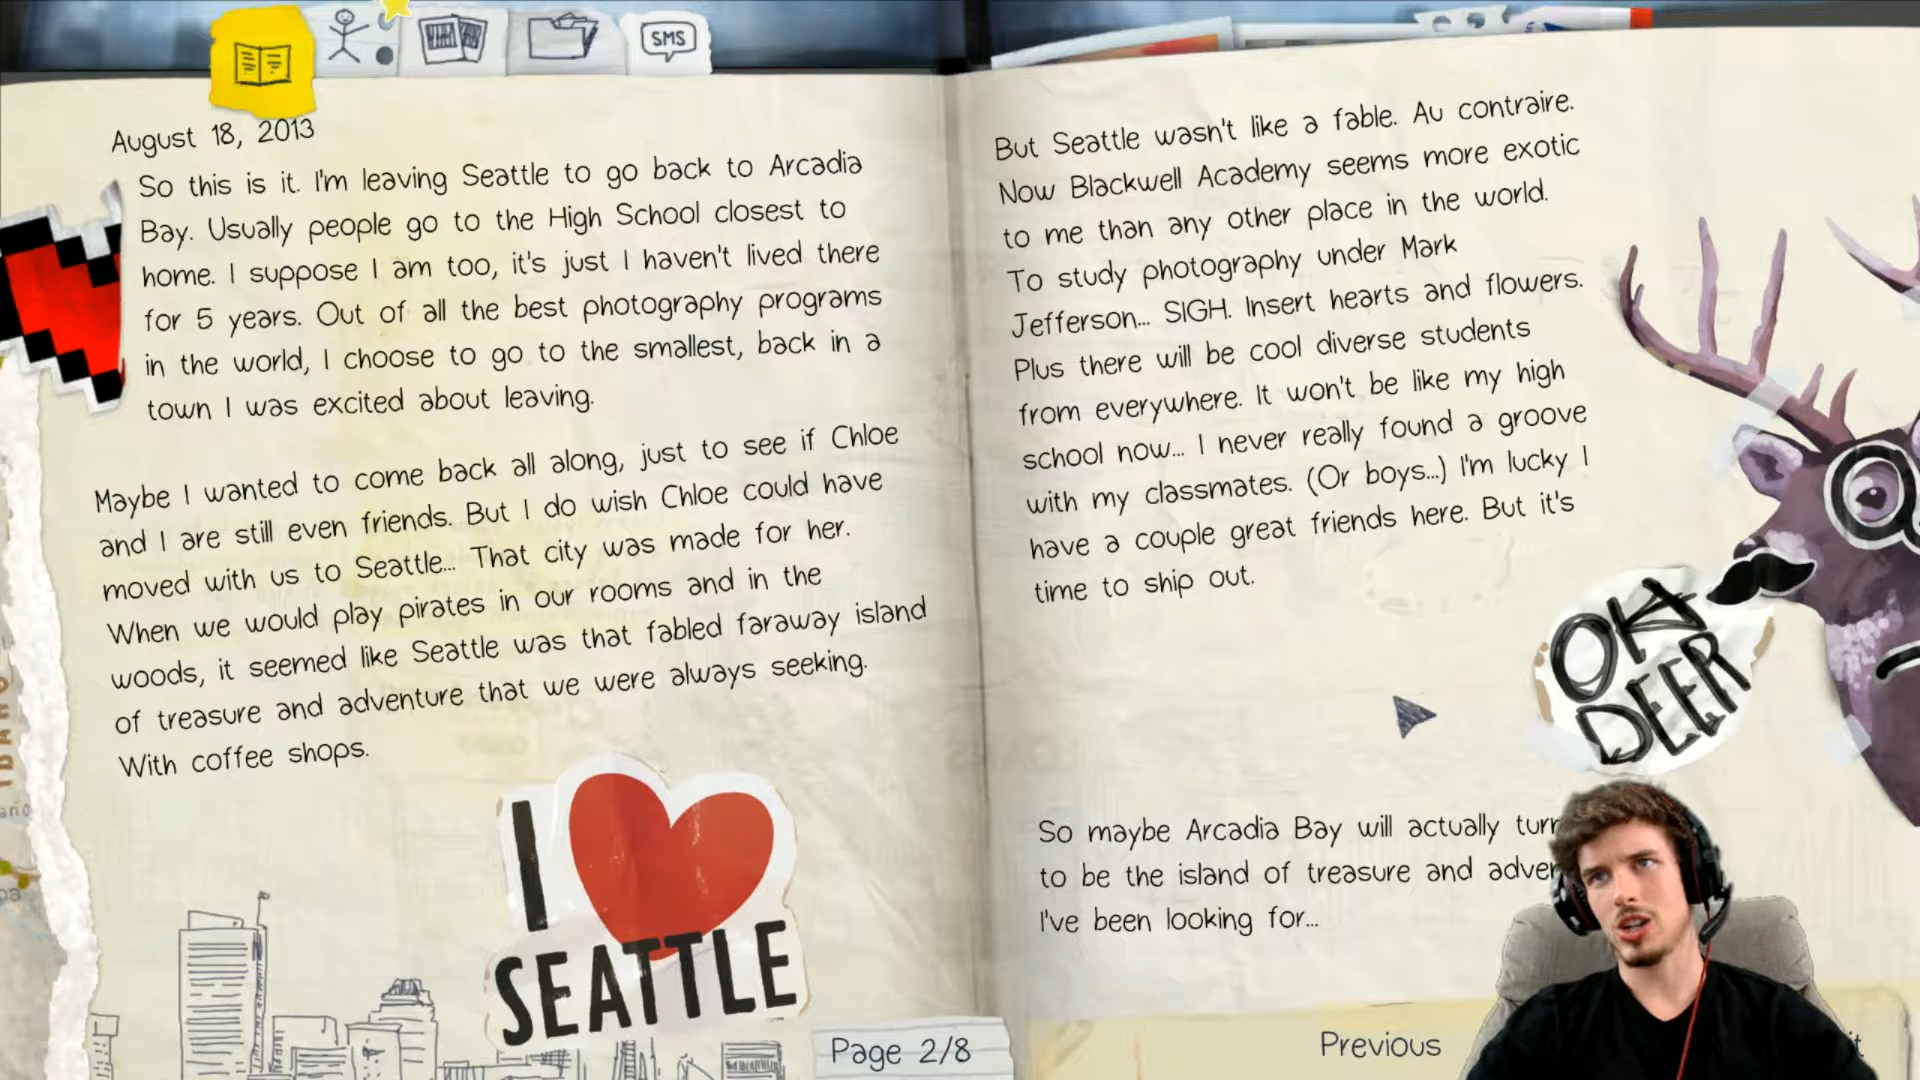 SMS
August 18, 2013
So this is it. I'm leaving Seattle to go back to Arcadia
Bay. Usually people go to the High School closest to
home. I suppose I am too, it's just I haven't lived there
for 5 years. Out of all the best photography programs
in the world, I choose to go to the smallest, back in a
town I was excited about leaving.
Maybe I wanted to come back all along, just to see if Chloe
and I are still even friends. But I do wish Chloe could have
moved with us to Seattle... That city was made for her.
When we would play pirates in our rooms and in the
woods, it seemed like Seattle was that fabled faraway island
of treasure and adventure that we were always seeking.
With coffee shops.
I
SEATTLE
Page 2/8
But Seattle wasn't like a fable. Au contraire.
Now Blackwell Academy seems more exotic
to me than any other place in the world.
To study photography under Mark
Jefferson... SIGH. Insert hearts and flowers.
Plus there will be cool diverse students
from everywhere. It won't be like my high
school now... I never really found a groove
with my classmates. (Or boys...) I'm lucky I
have a couple great friends here. But it's
time to ship out.
OH
DEER
So maybe Arcadia Bay will actually turn
to be the island of treasure and adve
I've been looking for...
Previous